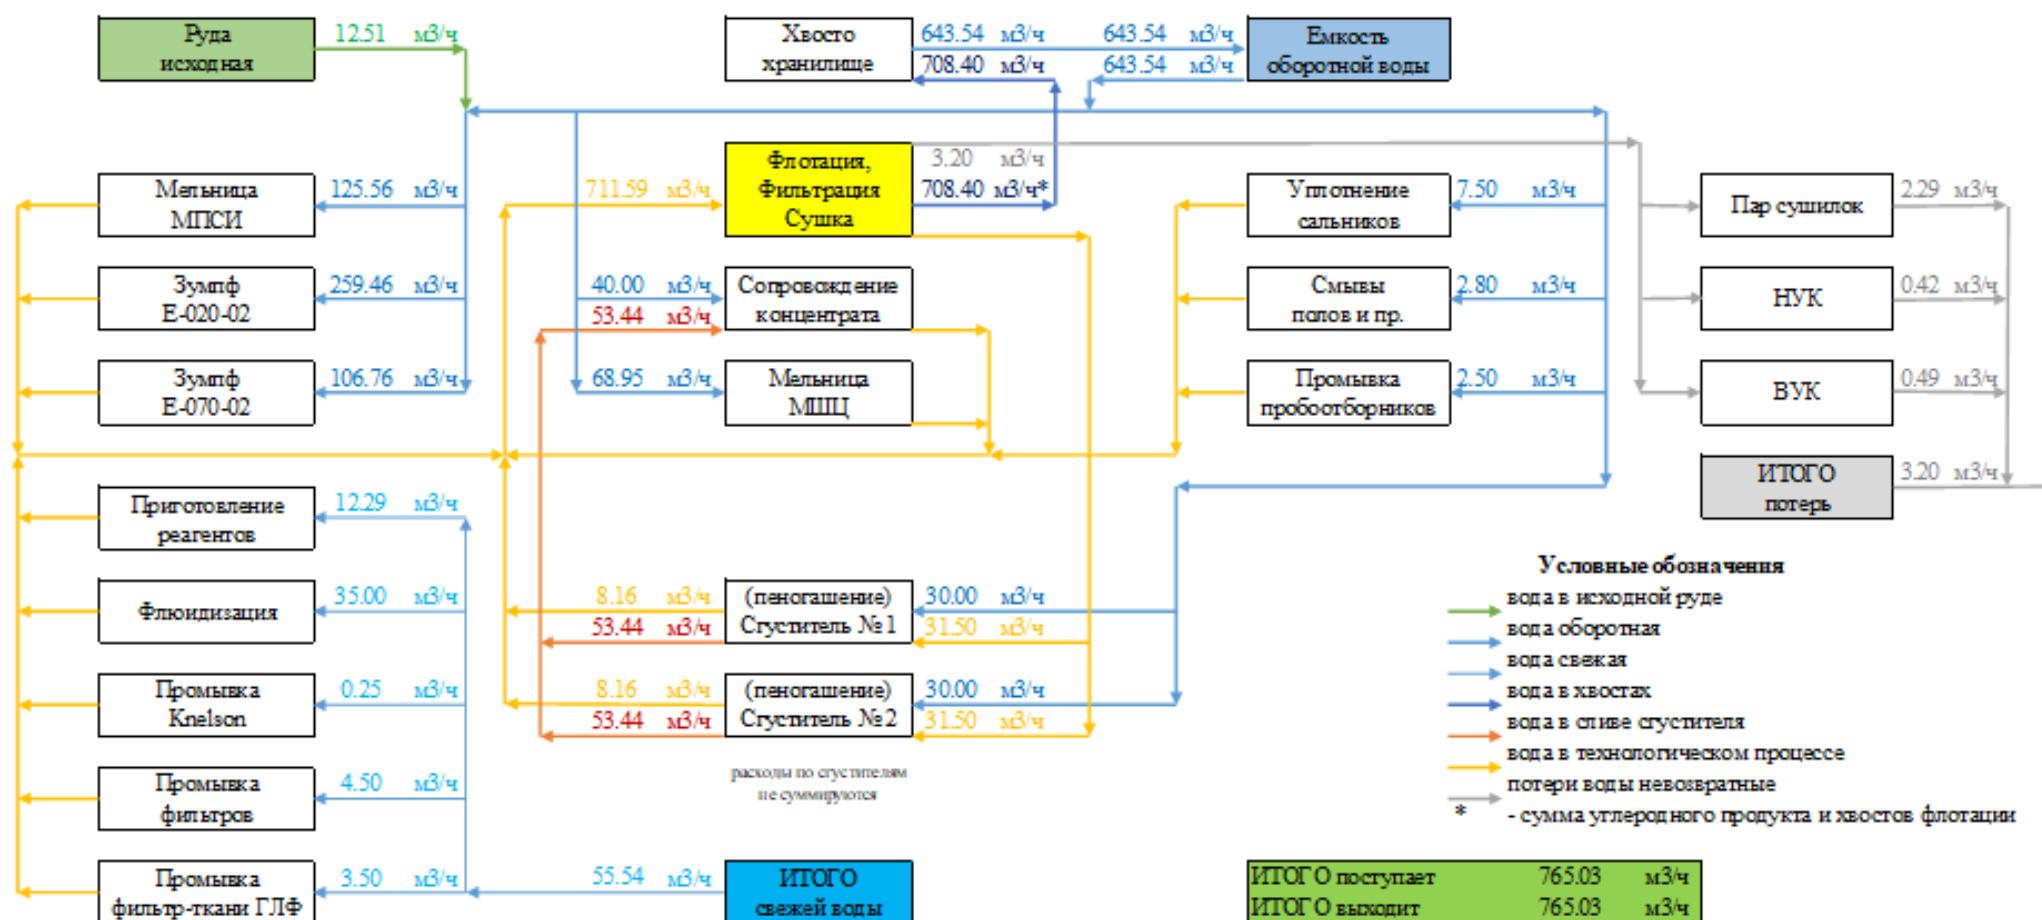 Руда
исходная
12.51 м3/ч
Хвосто
хранилище
643.54 м3/ч
643.54 м3/ч
708.40 м3/ч
643.54 м3/ч
Емкость
оборотной воды
Мельница
МПСИ
125.56 м3/ч
711.59 м3/ч
Флотация,
Фильтрация
Сушка
3.20 м3/ч
708.40 м3/ч*
Уплотнение
сальников
7.50 м3/ч
Пар сушилок
2.29 м3/ч
Зумпф
Е-020-02
259.46 м3/ч
40.00 м3/ч
53.44 м3/ч
Сопровождение
концентрата
Смывы
полов и пр.
2.80 м3/ч
НУК
0.42 м3/ч
Зумпф
Е-070-02
106.76 м3/ч
68.95 м3/ч
Мельница
МШЦ
Промывка
пробоотборников
2.50 м3/ч
ВУК
0.49 м3/ч
ИТОГО
потерь
3.20 м3/ч
Приготовление
реагентов
12.29 м3/ч
Флюидизация
35.00 м3/ч
8.16 м3/ч
53.44 м3/ч
(пеногашение)
Сгуститель №1
30.00 м3/ч
31.50 м3/ч
Промывка
Knelson
0.25 м3/ч
8.16 м3/ч
53.44 м3/ч
(пеногашение)
Сгуститель №2
30.00 м3/ч
31.50 м3/ч
расходы по сгустителям
не суммируются
Промывка
фильтров
4.50 м3/ч
Промывка
фильтр-ткани ГЛФ
3.50 м3/ч
55.54 м3/ч
ИТОГО
свежей воды
Условные обозначения
вода в исходной руде
вода оборотная
вода свежая
вода в хвостах
вода в сливе сгустителя
вода в технологическом процессе
потери воды невозвратные
* - сумма углеродного продукта и хвостов флотации
ИТОГО поступает 765.03 м3/ч
ИТОГО выходит 765.03 м3/ч